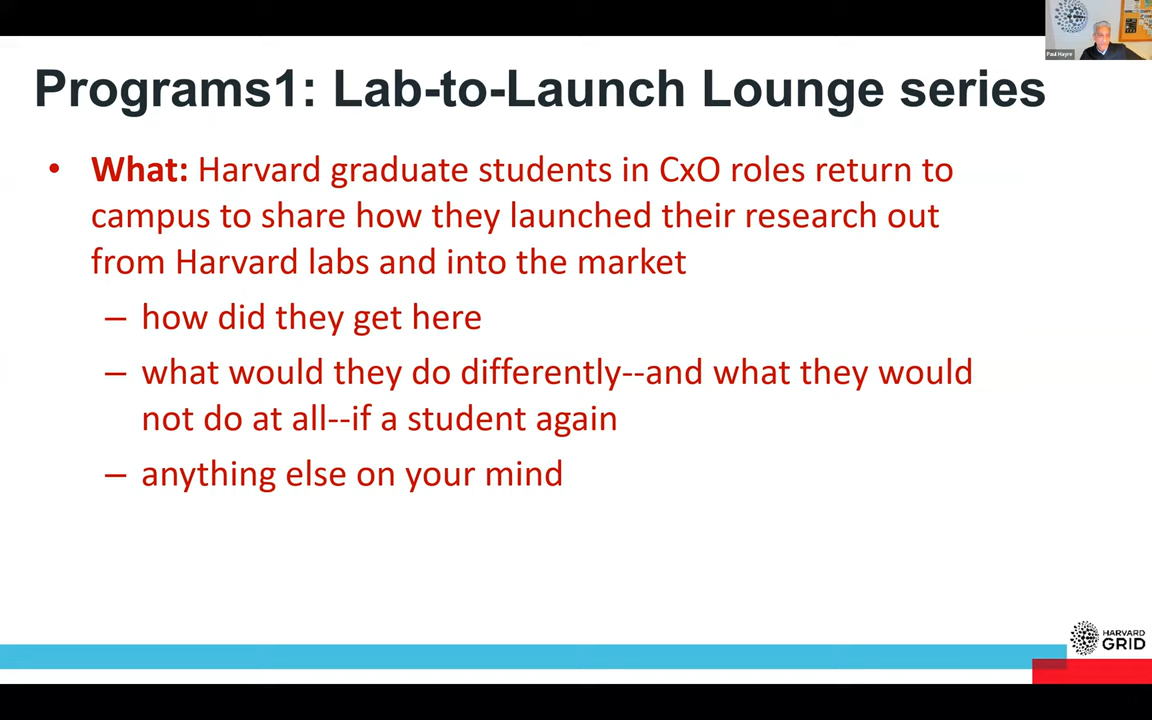 Paul Hayre
Programs1: Lab-to-Launch Lounge series
• What: Harvard graduate students in CxO roles return to
campus to share how they launched their research out
from Harvard labs and into the market
– how did they get here
– what would they do differently--and what they would
not do at all--if a student again
– anything else on your mind
HARVARD
GRID